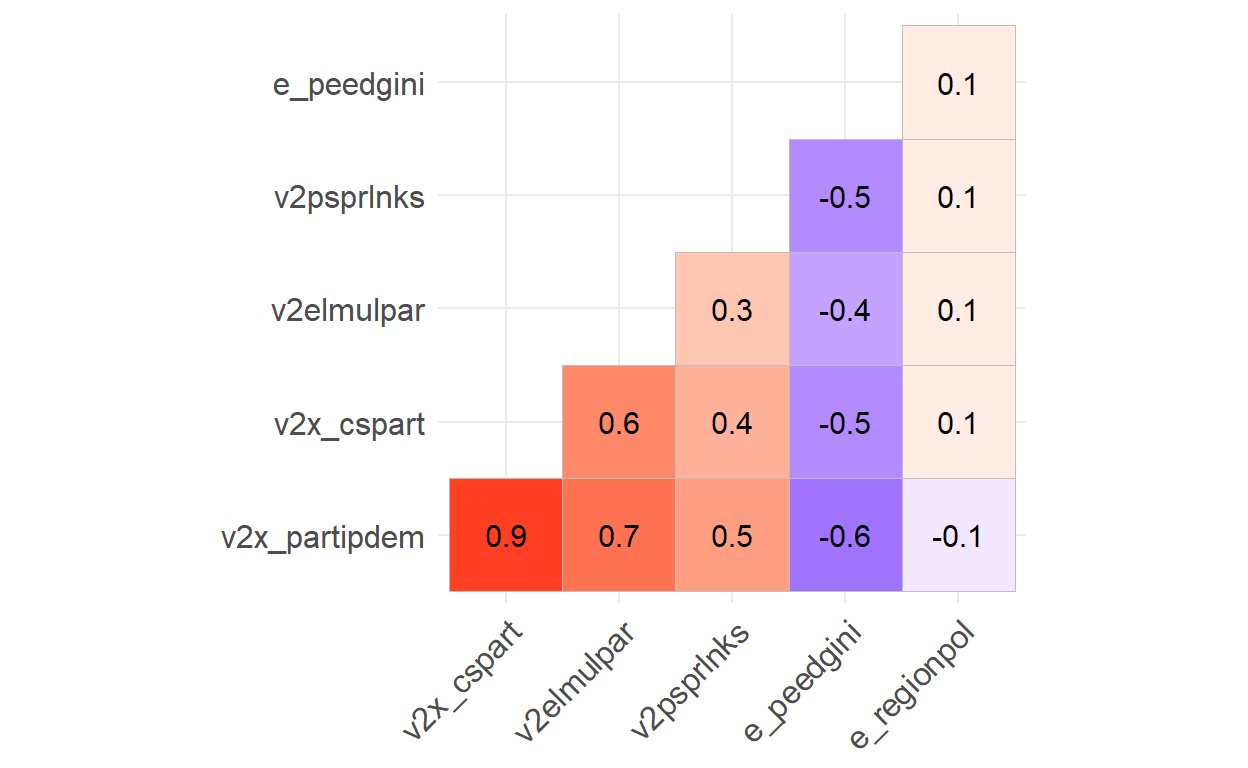 e_peedgini 0.1
v2psprlnks -0.5 0.1
v2elmulpar 0.3 -0.4 0.1
v2x_cspart 0.6 0.4 -0.5 0.1
v2x_partipdem 0.9 0.7 0.5 -0.6 -0.1
v2x_cspart v2elmulpar v2psprlnks e_peedgini e_regionpol